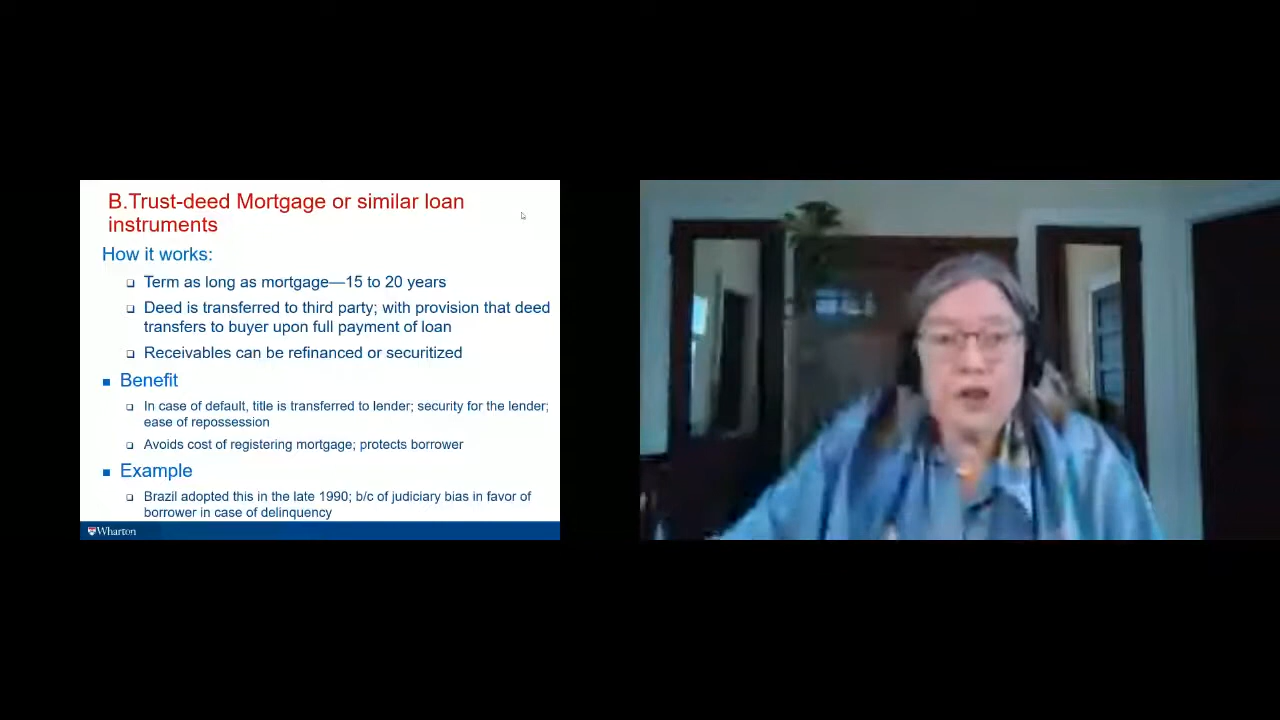 B.Trust-deed Mortgage or similar loan
instruments
How it works:
Term as long as mortgage—15 to 20 years
Deed is transferred to third party; with provision that deed
transfers to buyer upon full payment of loan
Receivables can be refinanced or securitized
Benefit
In case of default, title is transferred to lender; security for the lender;
ease of repossession
Avoids cost of registering mortgage; protects borrower
Example
Brazil adopted this in the late 1990; b/c of judiciary bias in favor of
borrower in case of delinquency
Wharton